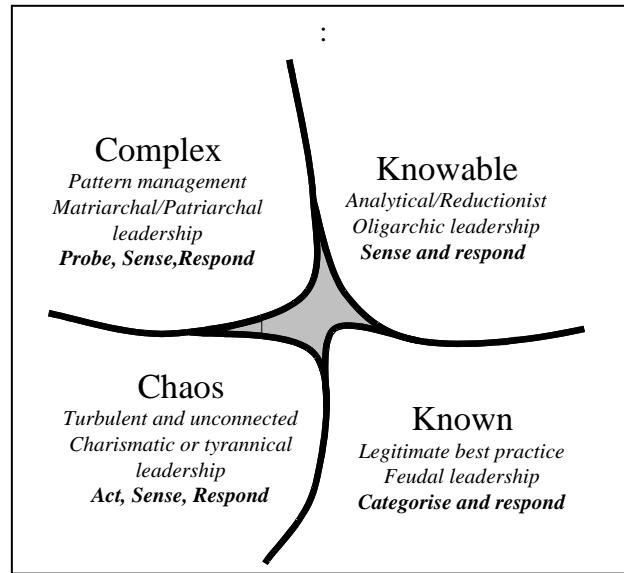 :
Complex
Pattern management
Matriarchal/Patriarchal
leadership
Probe, Sense,Respond
Knowable
Analytical/Reductionist
Oligarchic leadership
Sense and respond
Chaos
Turbulent and unconnected
Charismatic or tyrannical
leadership
Act, Sense, Respond
Known
Legitimate best practice
Feudal leadership
Categorise and respond